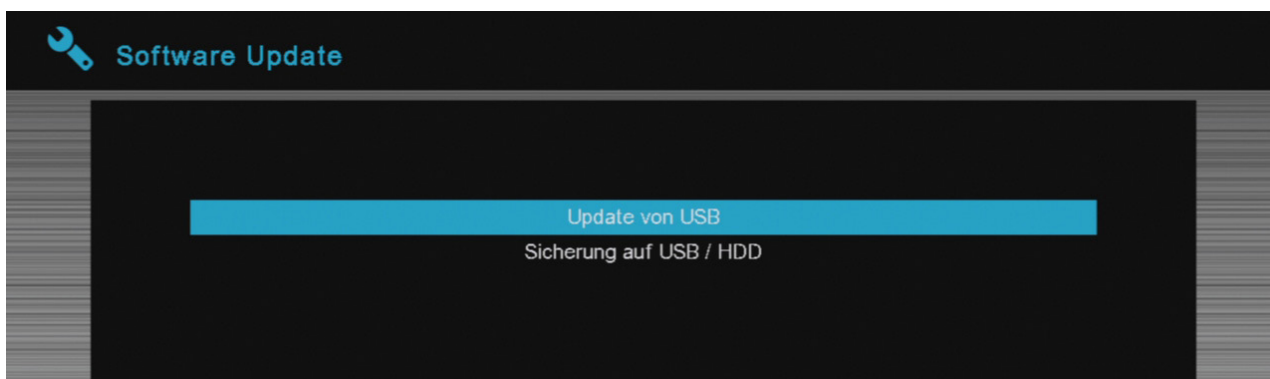 Software Update
Update von USB
Sicherung auf USB / HDD